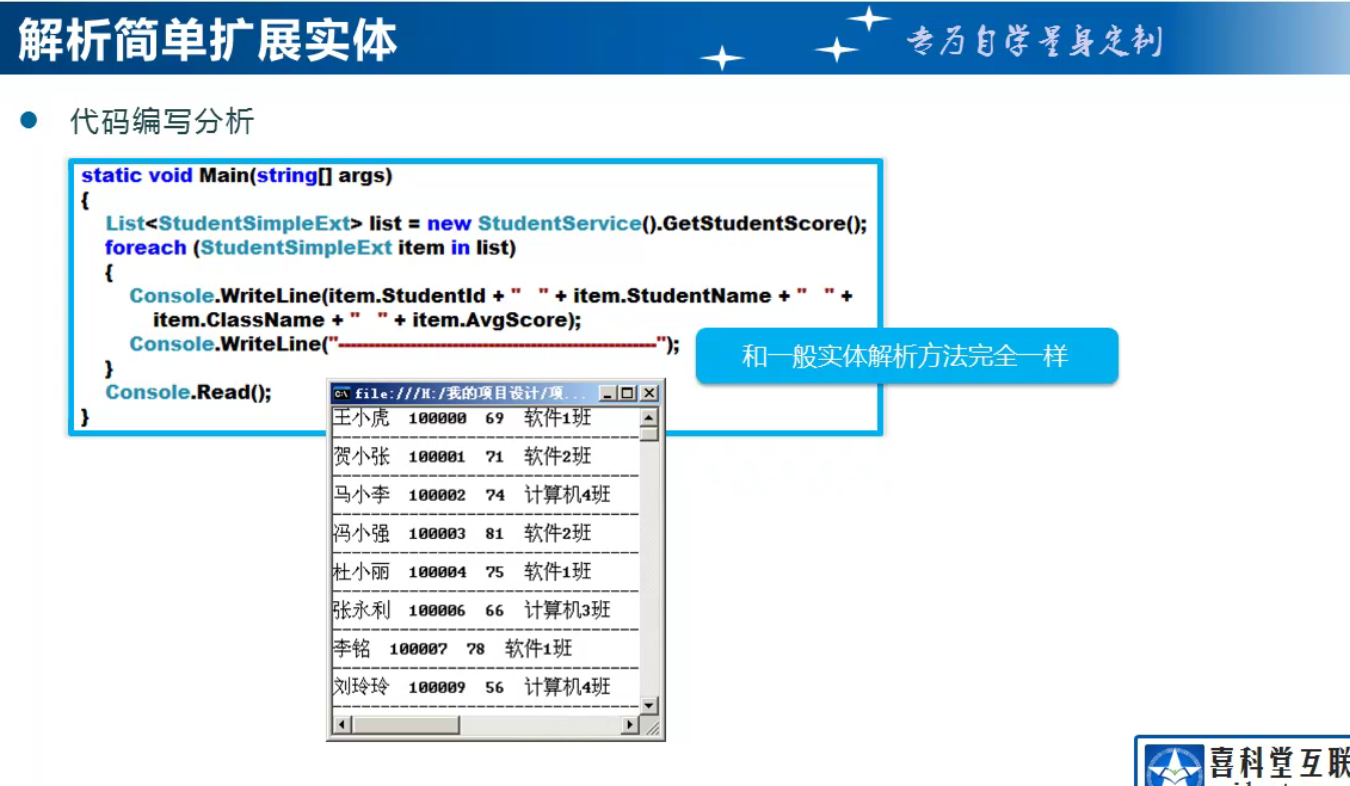 解析简单扩展实体
专为自学量身定制
代码编写分析
static void Main(string[] args)
{
List<StudentSimpleExt> list = new StudentService().GetStudentScore();
foreach (StudentSimpleExt item in list)
{
Console.WriteLine(item.StudentId + "   " + item.StudentName + "   " +
item.ClassName + "   " + item.AvgScore);
Console.WriteLine("--------------------------------------------------");
}
Console.Read();
}
和一般实体解析方法完全一样
file:///H:/我的项目设计/项...
王小虎 100000 69 软件1班
贺小张 100001 71 软件2班
马小李 100002 74 计算机4班
冯小强 100003 81 软件2班
杜小丽 100004 75 软件1班
张永利 100006 66 计算机3班
李铭 100007 78 软件1班
刘玲玲 100009 56 计算机4班
喜科堂互联